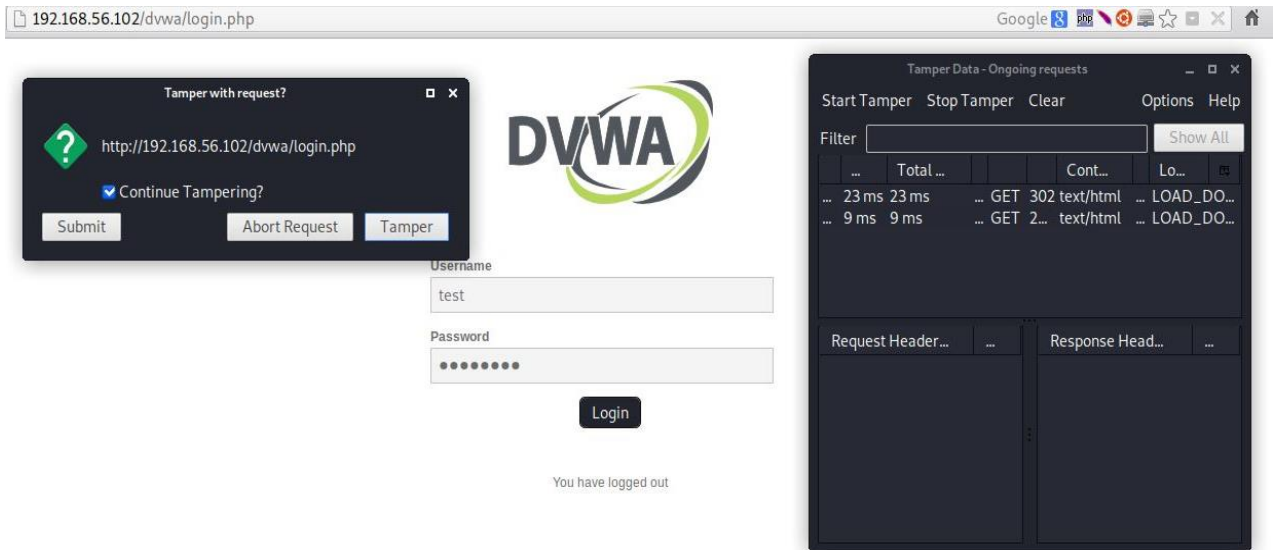 192.168.56.102/dvwa/login.php
Google
php
Tamper with request?
http://192.168.56.102/dvwa/login.php
Continue Tampering?
Submit Abort Request Tamper
DVWA
Username
test
Password
●●●●●●●●
Login
You have logged out
Tamper Data - Ongoing requests
Start Tamper Stop Tamper Clear Options Help
Filter Show All
... Total ... Cont... Lo...
... 23 ms 23 ms ... GET 302 text/html ... LOAD_DO...
... 9 ms 9 ms ... GET 2... text/html ... LOAD_DO...
Request Header... ... Response Head... ...